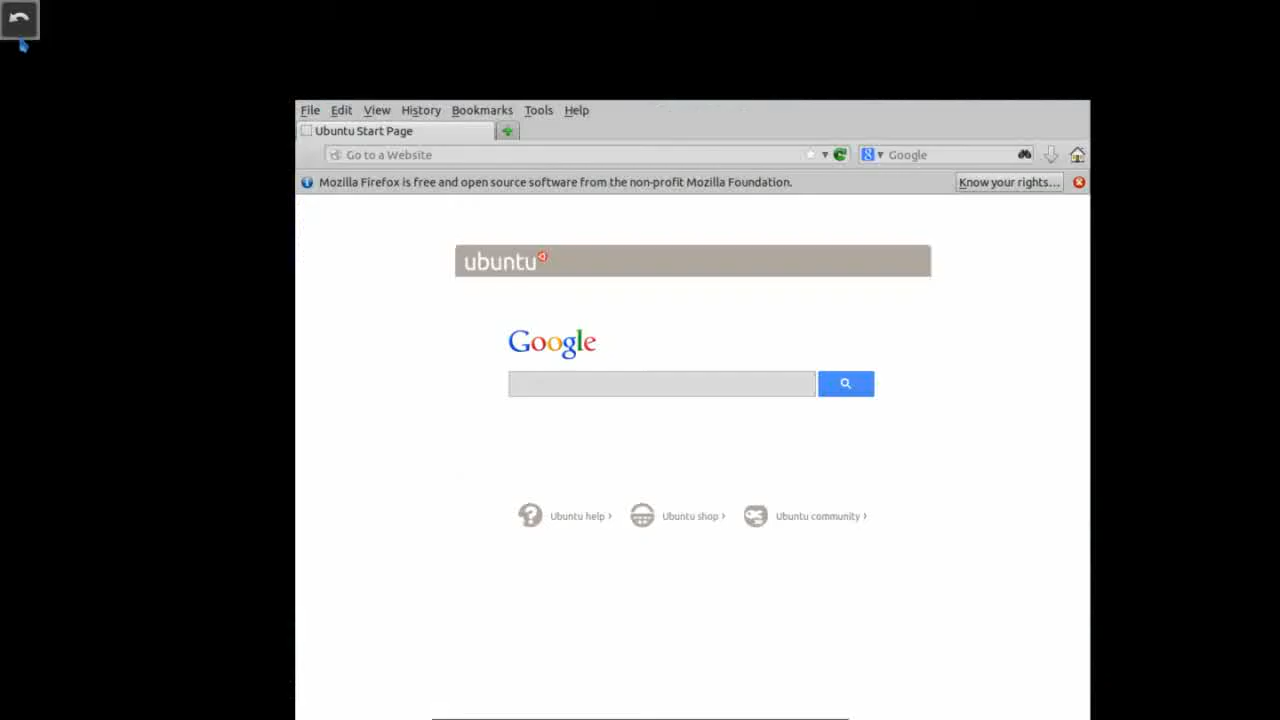 File Edit View History Bookmarks Tools Help
Ubuntu Start Page
Go to a Website
8 Google
Mozilla Firefox is free and open source software from the non-profit Mozilla Foundation.
Know your rights...
ubuntu
Google
Ubuntu help ›
Ubuntu shop ›
Ubuntu community ›